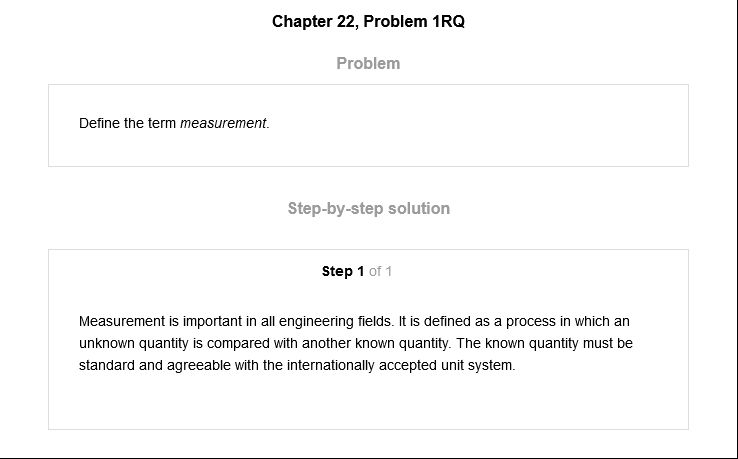 Chapter 22, Problem 1RQ
Problem
Define the term measurement.
Step-by-step solution
Step 1 of 1
Measurement is important in all engineering fields. It is defined as a process in which an
unknown quantity is compared with another known quantity. The known quantity must be
standard and agreeable with the internationally accepted unit system.